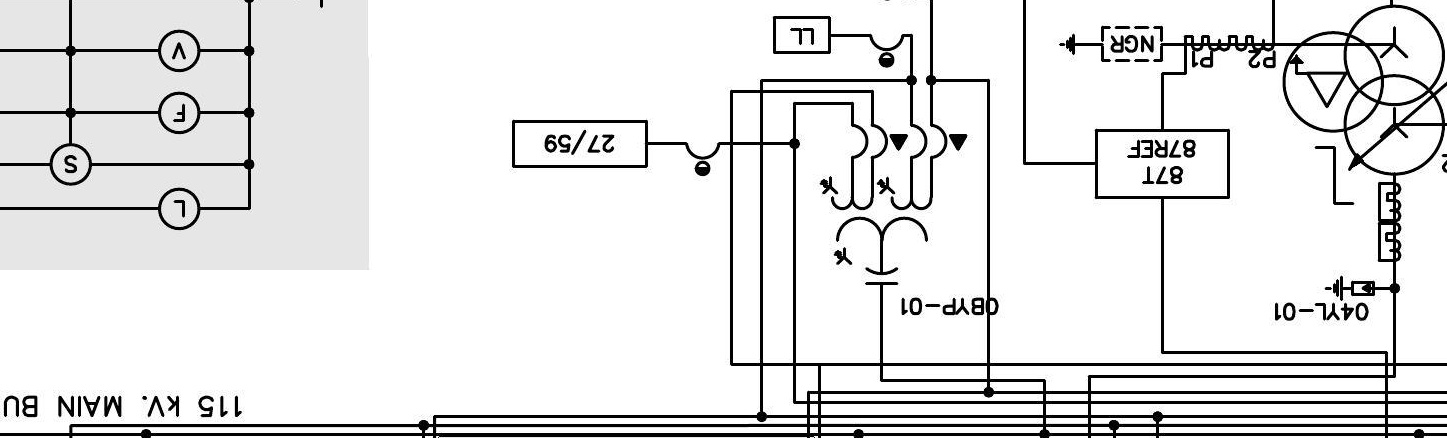 115 kV. MAIN BU
04YL-01
0BYP-01
L
S
87T
87REF
27/59
F
V
P2
P1
NGR
LL